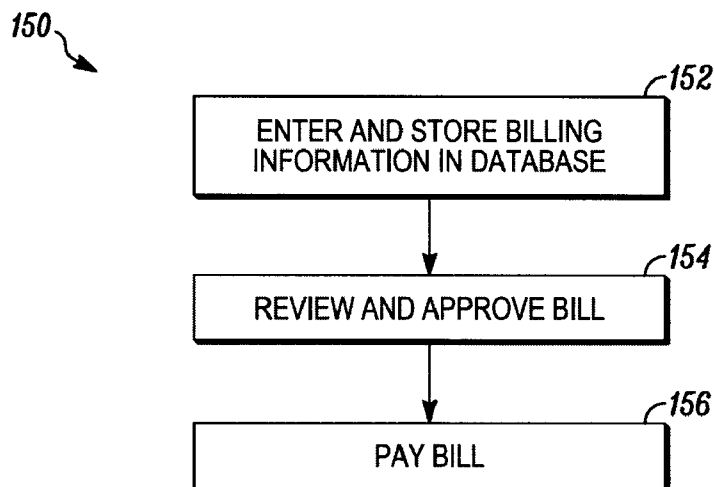 150
152
ENTER AND STORE BILLING
INFORMATION IN DATABASE
154
REVIEW AND APPROVE BILL
156
PAY BILL